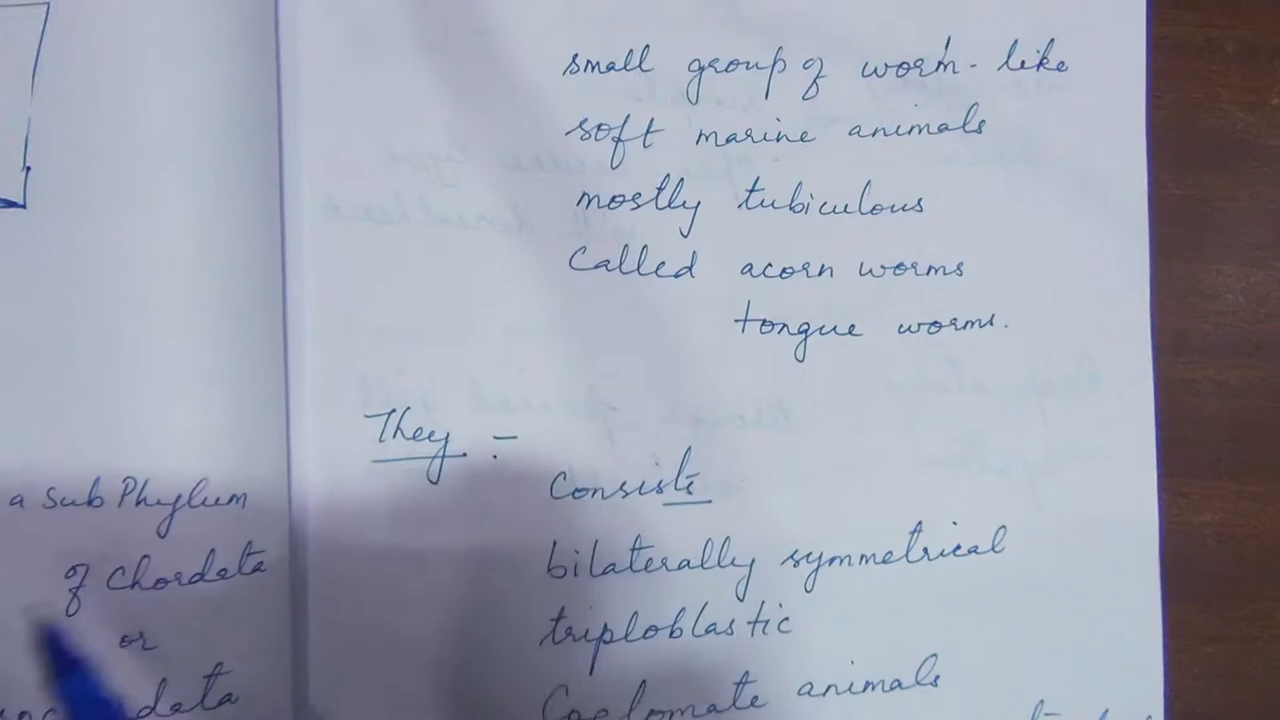 small group of worm-like
soft marine animals
mostly tubiculous
Called acorn worms
tongue worms.
They :-
Consists
bilaterally symmetrical
triploblastic
Coelomate animals
a sub Phylum
of Chordata
or
data